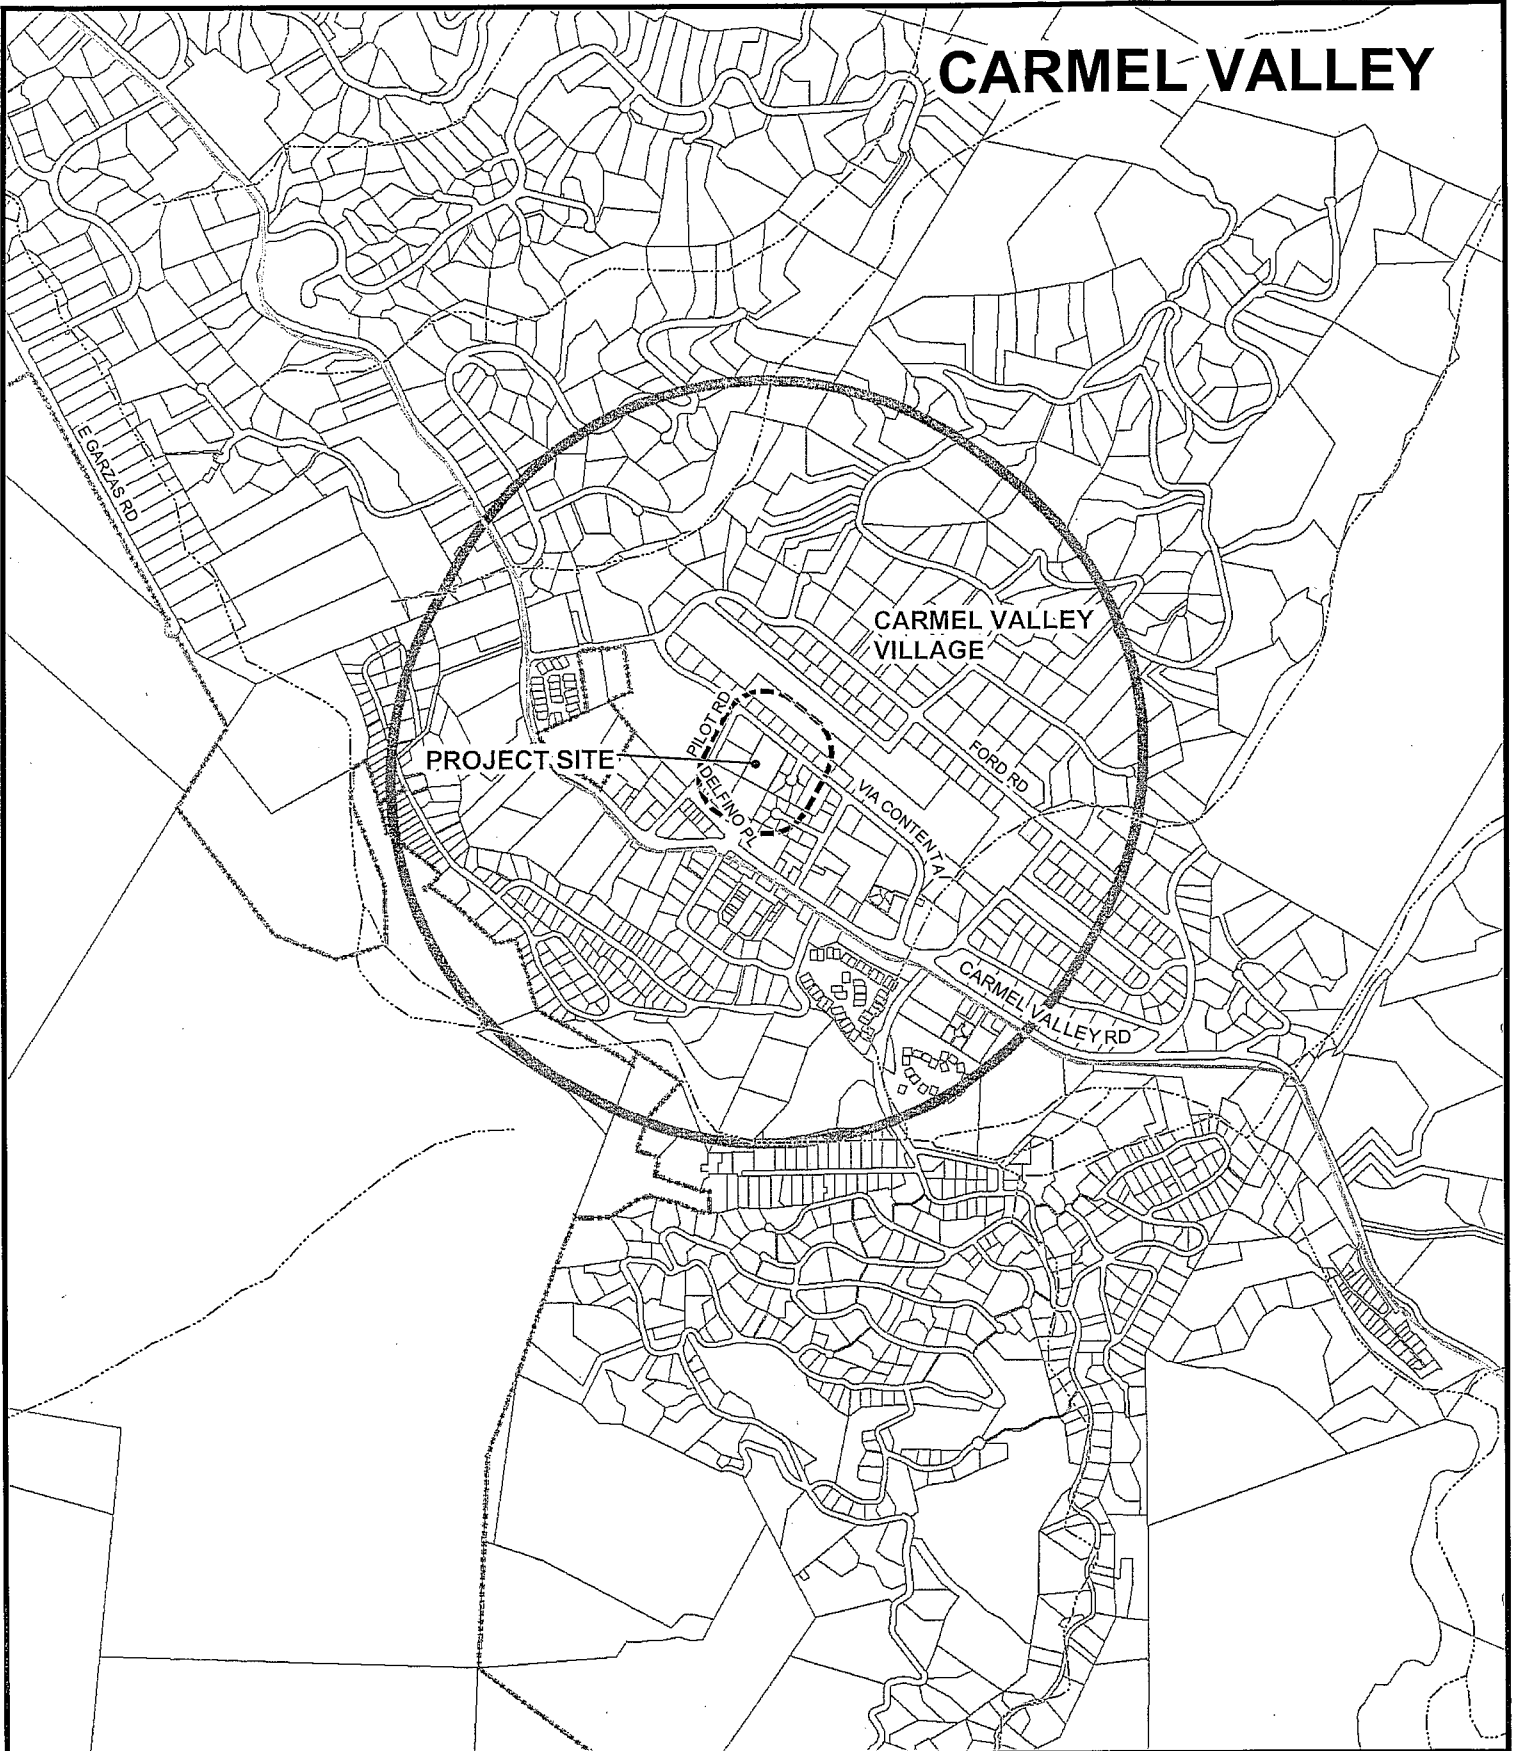 CARMEL VALLEY
E GARZAS RD
CARMEL VALLEY
VILLAGE
PILOT RD
PROJECT SITE
FORD RD
DELFINO PL
VIA CONTENTA
CARMEL VALLEY RD